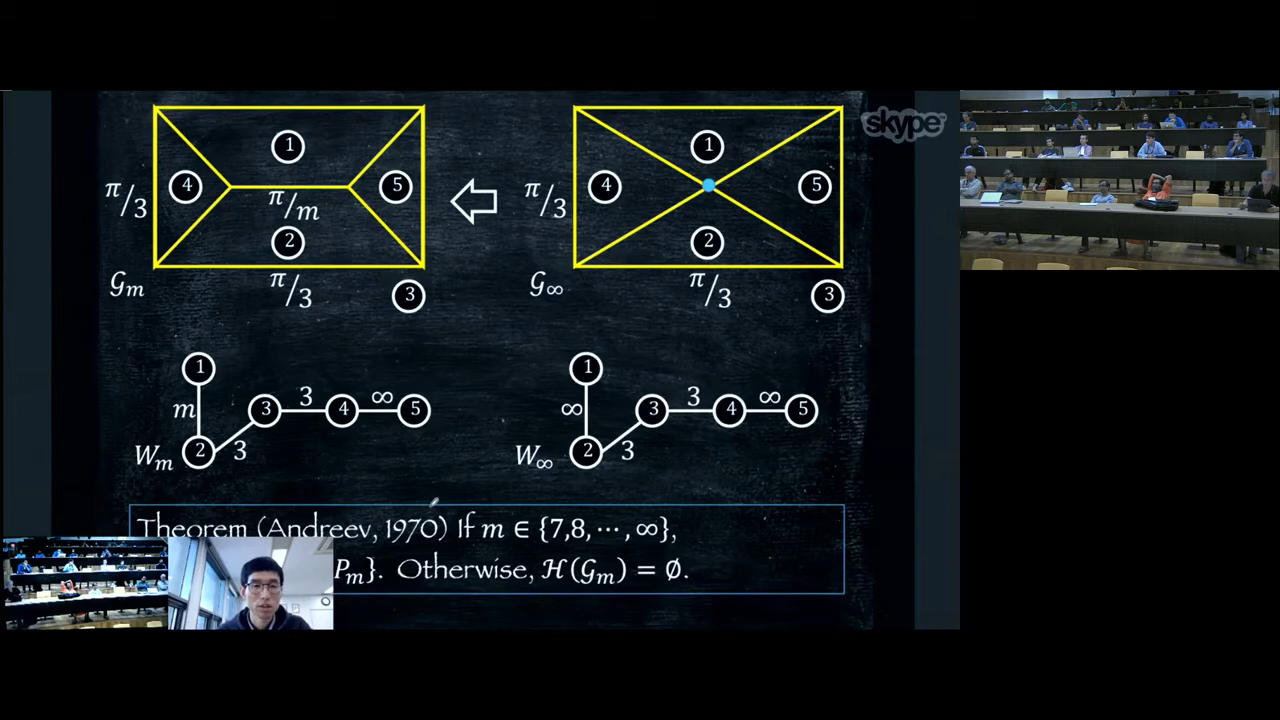 1
4
5
π/3
π/m
2
𝒢m
π/3
3
skype
1
4
5
π/3
2
𝒢∞
π/3
3
1
m
3
3
4
∞
5
Wm
2
3
1
∞
3
3
4
∞
5
W∞
2
3
Theorem (Andreev, 1970) If m ∈ {7,8, ⋯ , ∞},
Pm}. Otherwise, ℋ(𝒢m) = ∅.